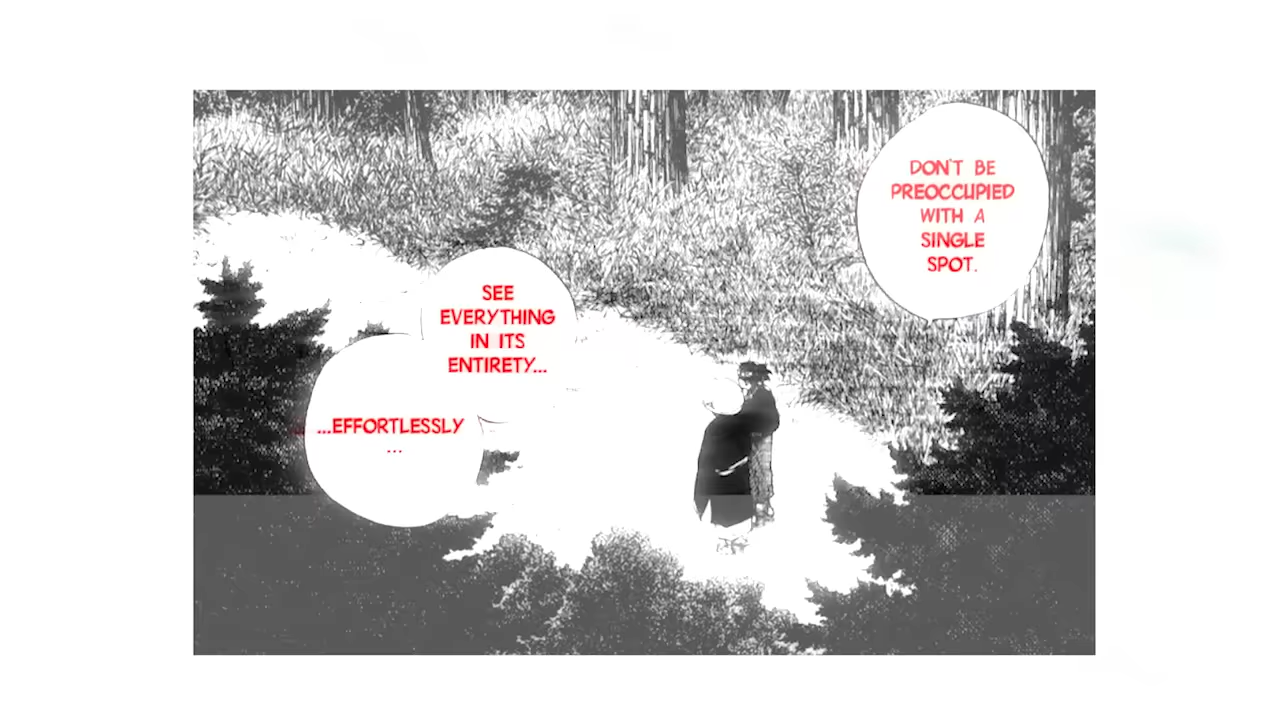 DON'T BE
PREOCCUPIED
WITH A
SINGLE
SPOT.
SEE
EVERYTHING
IN ITS
ENTIRETY...
...EFFORTLESSLY
...